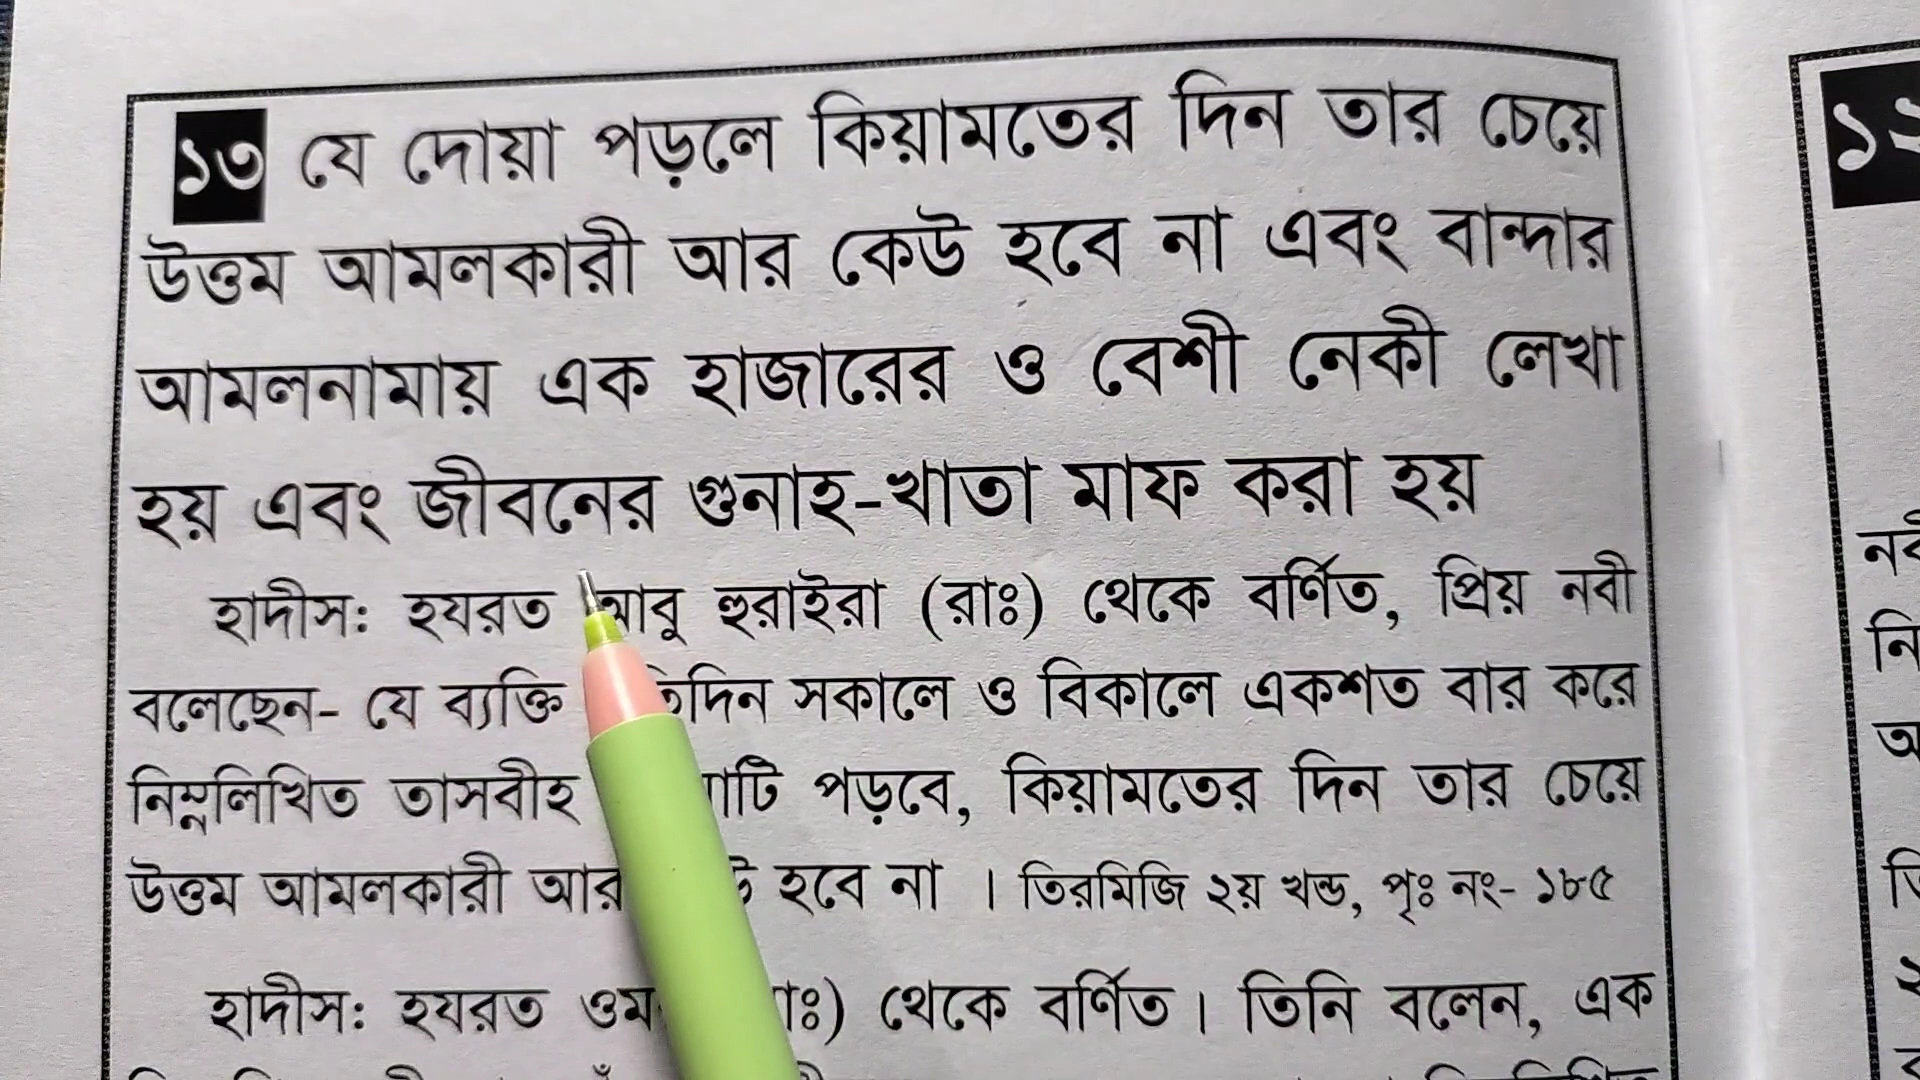 ১৩ যে দোয়া পড়লে কিয়ামতের দিন তার চেয়ে
উত্তম আমলকারী আর কেউ হবে না এবং বান্দার
আমলনামায় এক হাজারের ও বেশী নেকী লেখা
হয় এবং জীবনের গুনাহ-খাতা মাফ করা হয়
হাদীসঃ হযরত আবু হুরাইরা (রাঃ) থেকে বর্ণিত, প্রিয় নবী
বলেছেন- যে ব্যক্তি সকালে ও বিকালে একশত বার করে
নিম্নলিখিত তাসবীহ পড়বে, কিয়ামতের দিন তার চেয়ে
উত্তম আমলকারী আর হবে না । তিরমিজি ২য় খন্ড, পৃঃ নং- ১৮৫
হাদীসঃ হযরত থেকে বর্ণিত। তিনি বলেন, এক
১২